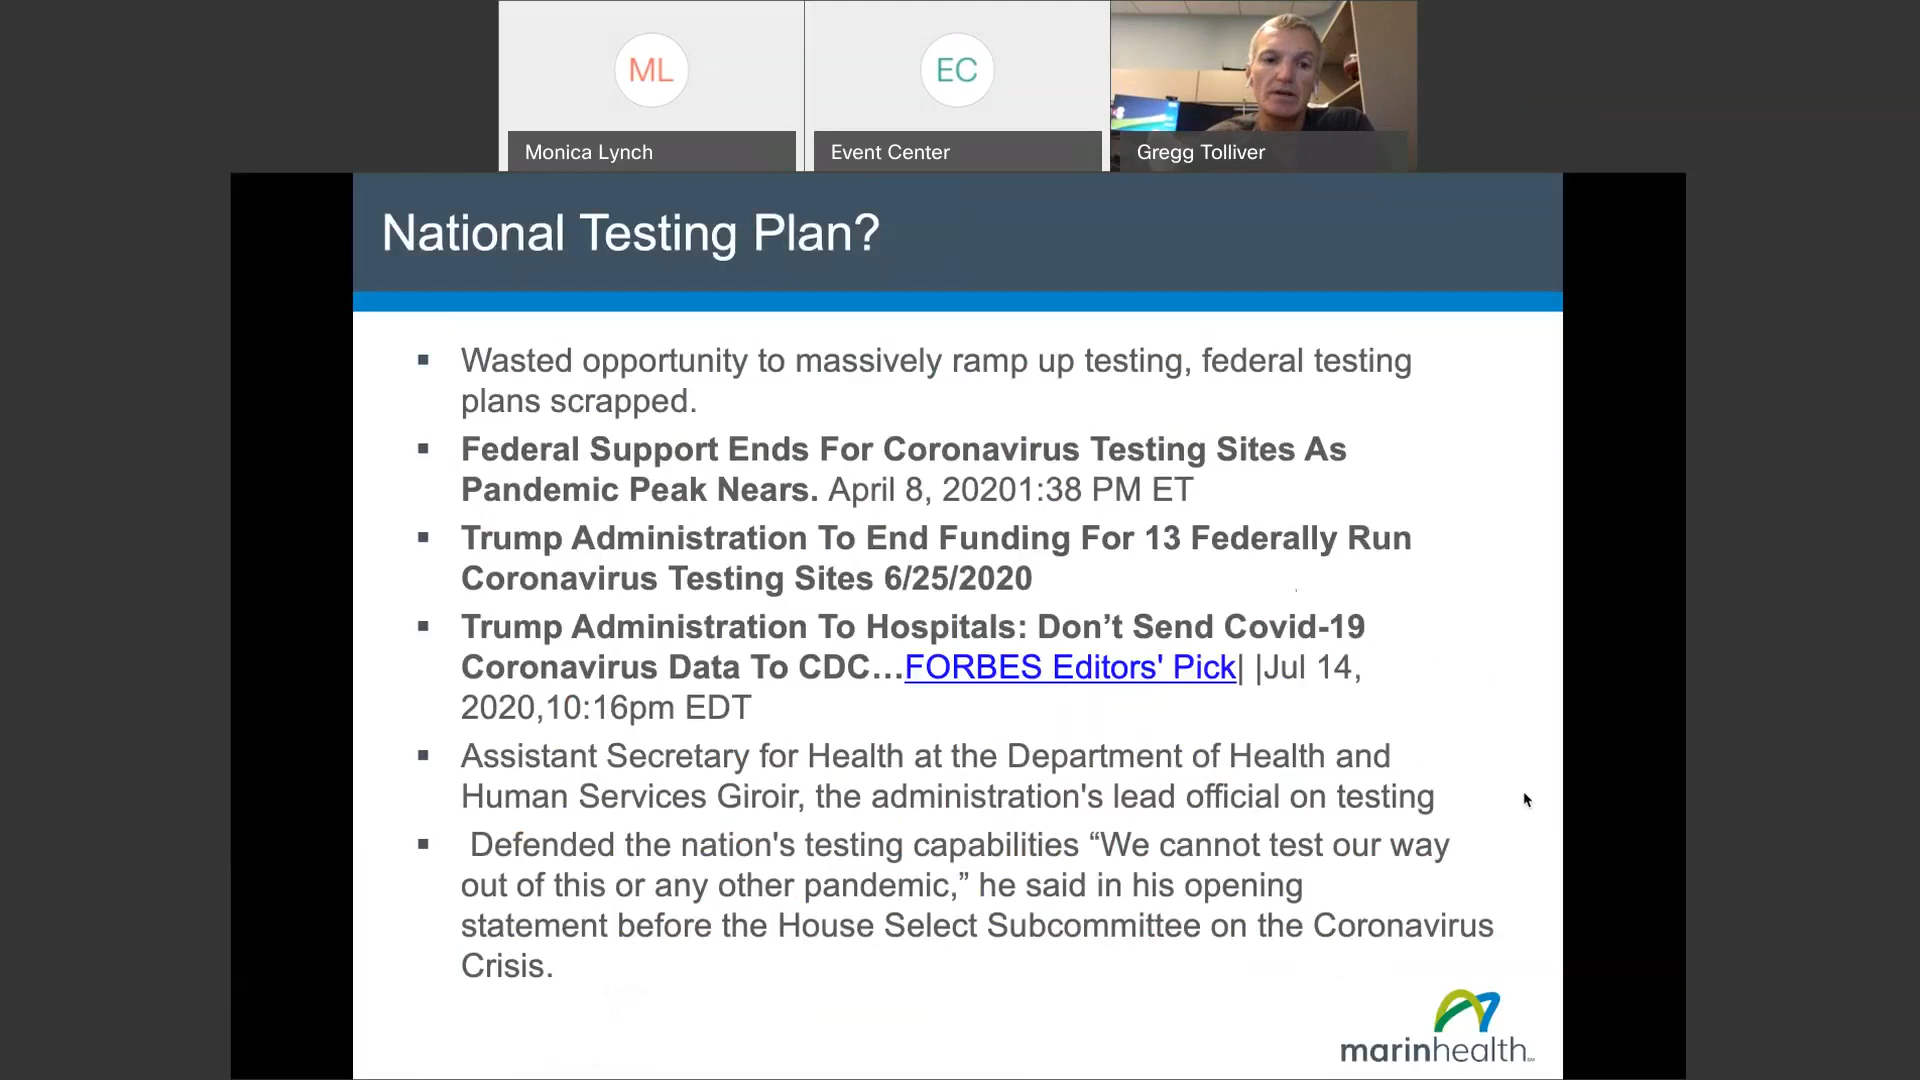 ML
EC
Monica Lynch
Event Center
Gregg Tolliver
National Testing Plan?
▪ Wasted opportunity to massively ramp up testing, federal testing
plans scrapped.
▪ Federal Support Ends For Coronavirus Testing Sites As
Pandemic Peak Nears. April 8, 20201:38 PM ET
▪ Trump Administration To End Funding For 13 Federally Run
Coronavirus Testing Sites 6/25/2020
▪ Trump Administration To Hospitals: Don’t Send Covid-19
Coronavirus Data To CDC…FORBES Editors' Pick| |Jul 14,
2020,10:16pm EDT
▪ Assistant Secretary for Health at the Department of Health and
Human Services Giroir, the administration's lead official on testing
▪ Defended the nation's testing capabilities “We cannot test our way
out of this or any other pandemic,” he said in his opening
statement before the House Select Subcommittee on the Coronavirus
Crisis.
marinhealth